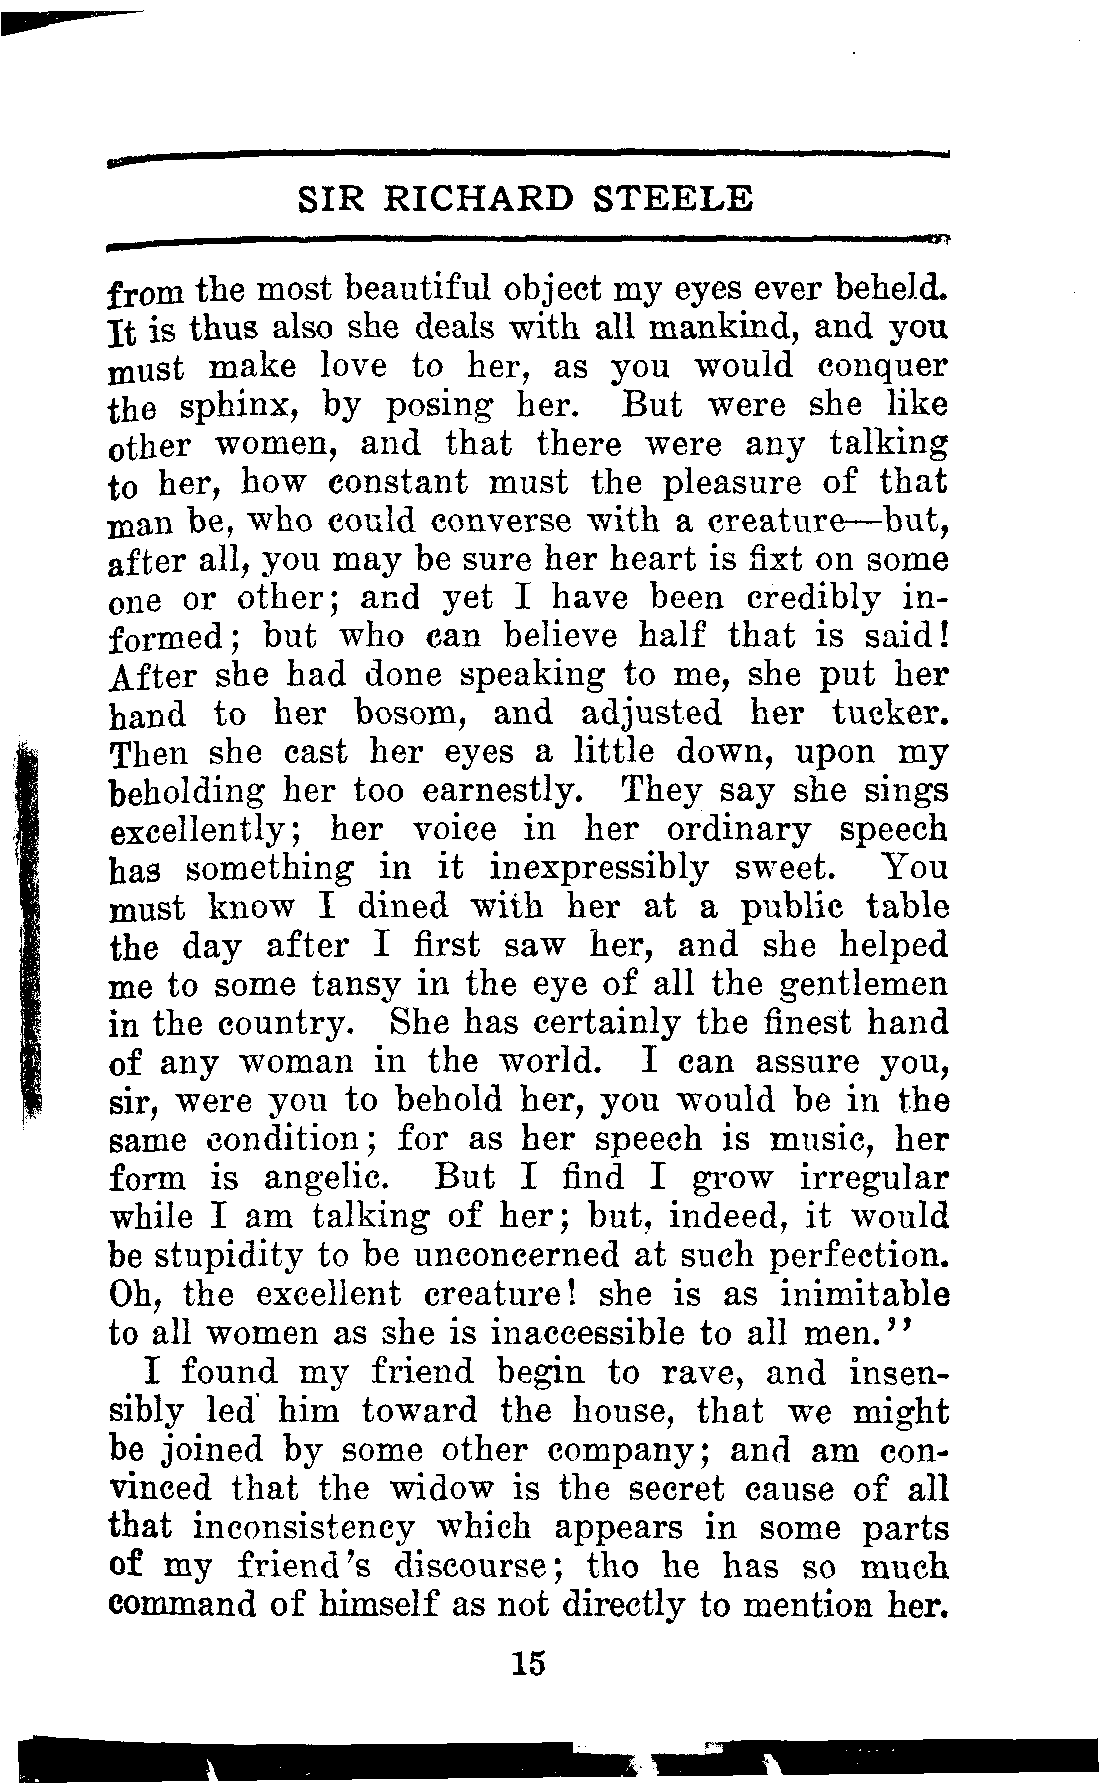 SIR RICHARD STEELE
from the most beautiful object my eyes ever beheld.
It is thus also she deals with all mankind, and you
must make love to her, as you would conquer
the sphinx, by posing her. But were she like
other women, and that there were any talking
to her, how constant must the pleasure of that
man be, who could converse with a creature—but,
after all, you may be sure her heart is fixt on some
one or other; and yet I have been credibly in-
formed; but who can believe half that is said!
After she had done speaking to me, she put her
hand to her bosom, and adjusted her tucker.
Then she cast her eyes a little down, upon my
beholding her too earnestly. They say she sings
excellently; her voice in her ordinary speech
has something in it inexpressibly sweet. You
must know I dined with her at a public table
the day after I first saw her, and she helped
me to some tansy in the eye of all the gentlemen
in the country. She has certainly the finest hand
of any woman in the world. I can assure you,
sir, were you to behold her, you would be in the
same condition; for as her speech is music, her
form is angelic. But I find I grow irregular
while I am talking of her; but, indeed, it would
be stupidity to be unconcerned at such perfection.
Oh, the excellent creature! she is as inimitable
to all women as she is inaccessible to all men."
I found my friend begin to rave, and insen-
sibly led him toward the house, that we might
be joined by some other company; and am con-
vinced that the widow is the secret cause of all
that inconsistency which appears in some parts
of my friend's discourse; tho he has so much
command of himself as not directly to mention her.
15